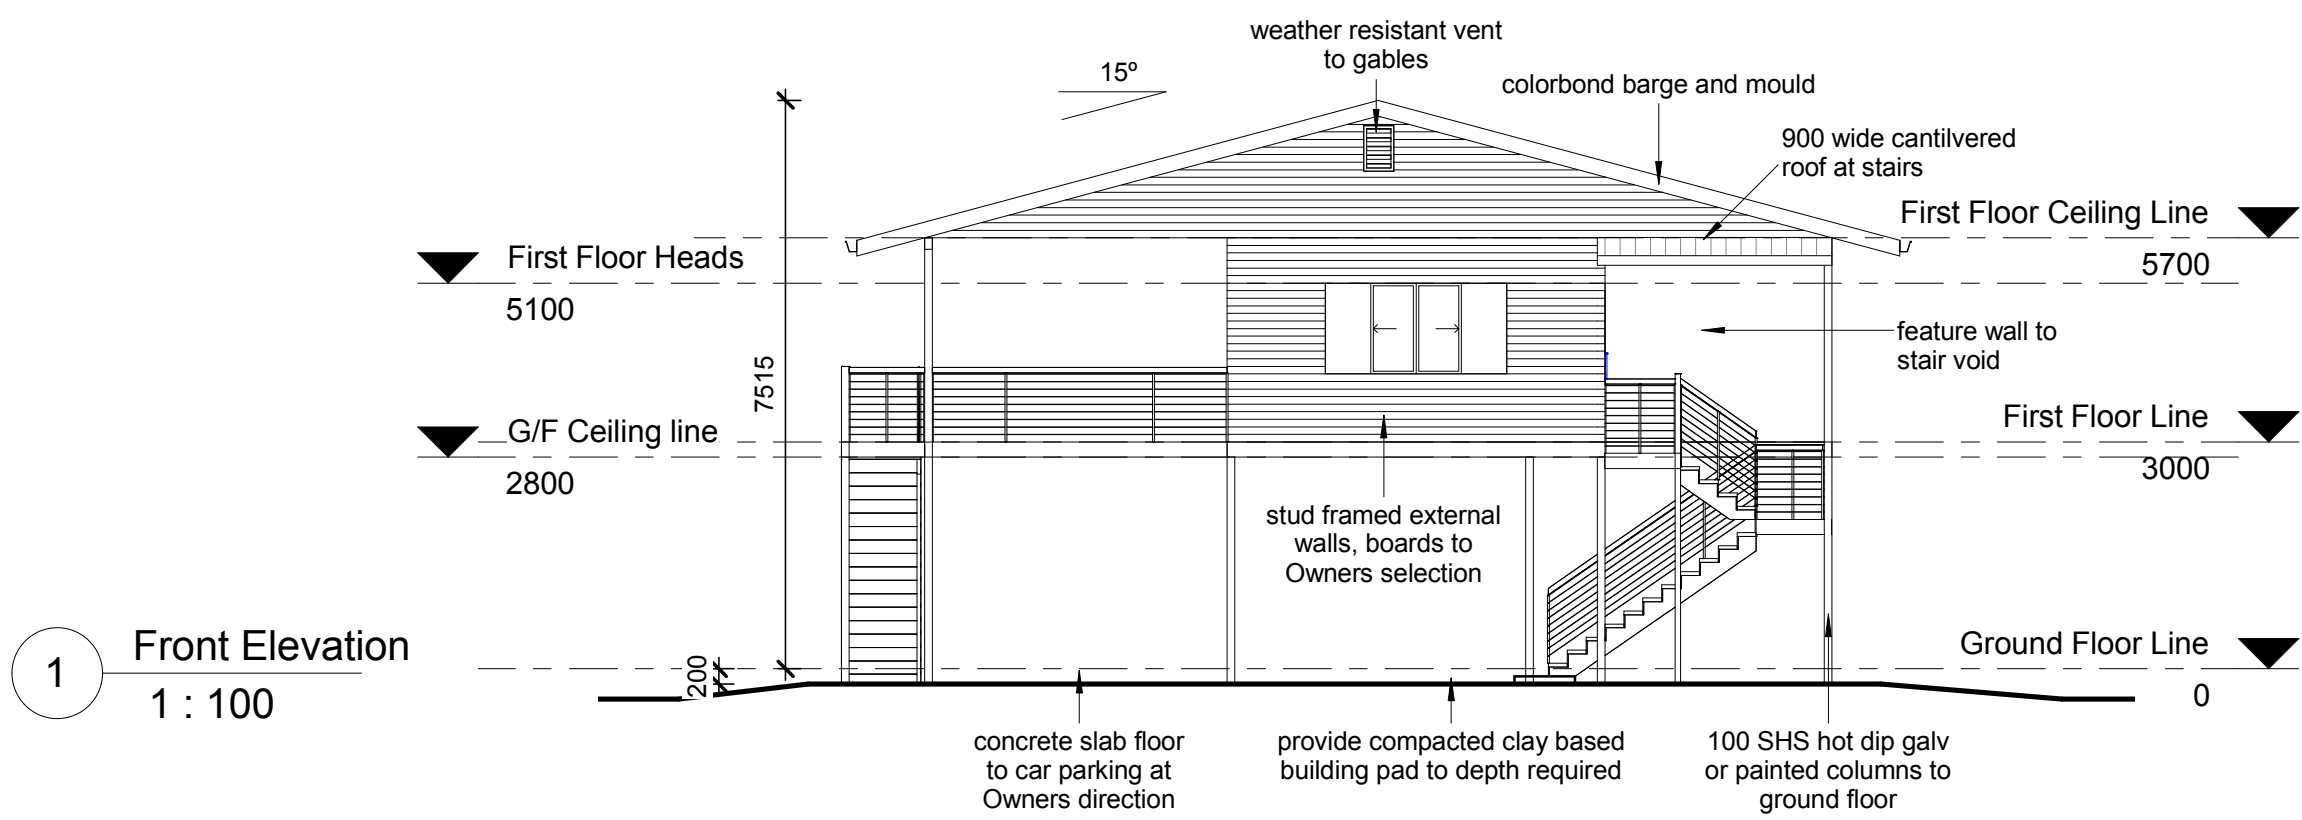 weather resistant vent
to gables
15º
colorbond barge and mould
900 wide cantilvered
roof at stairs
First Floor Ceiling Line
5700
First Floor Heads
5100
feature wall to
stair void
7515
First Floor Line
3000
G/F Ceiling line
2800
stud framed external
walls, boards to
Owners selection
1
Front Elevation
1 : 100
200
Ground Floor Line
0
concrete slab floor
to car parking at
Owners direction
provide compacted clay based
building pad to depth required
100 SHS hot dip galv
or painted columns to
ground floor